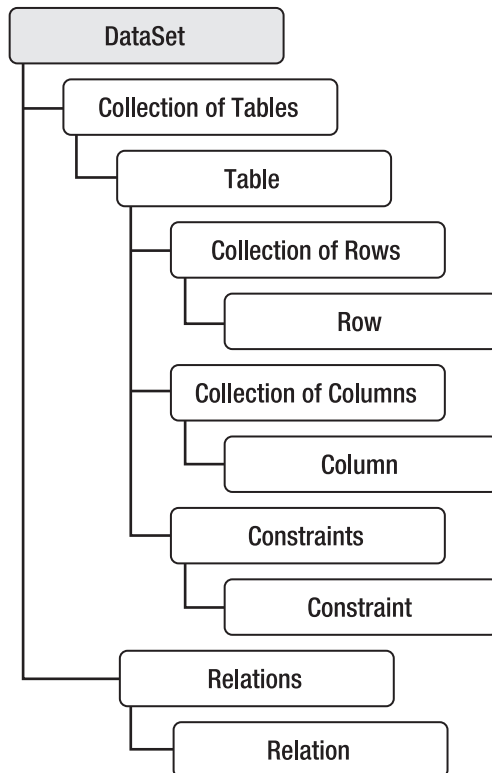 DataSet
Collection of Tables
Table
Collection of Rows
Row
Collection of Columns
Column
Constraints
Constraint
Relations
Relation